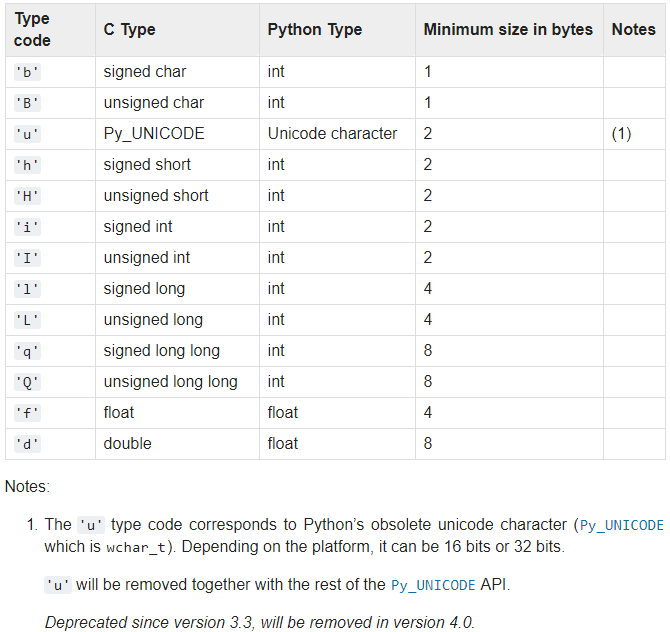 Type code C Type Python Type Minimum size in bytes Notes
'b' signed char int 1
'B' unsigned char int 1
'u' Py_UNICODE Unicode character 2 (1)
'h' signed short int 2
'H' unsigned short int 2
'i' signed int int 2
'I' unsigned int int 2
'l' signed long int 4
'L' unsigned long int 4
'q' signed long long int 8
'Q' unsigned long long int 8
'f' float float 4
'd' double float 8
Notes:
1. The 'u' type code corresponds to Python’s obsolete unicode character (Py_UNICODE
which is wchar_t). Depending on the platform, it can be 16 bits or 32 bits.
'u' will be removed together with the rest of the Py_UNICODE API.
Deprecated since version 3.3, will be removed in version 4.0.